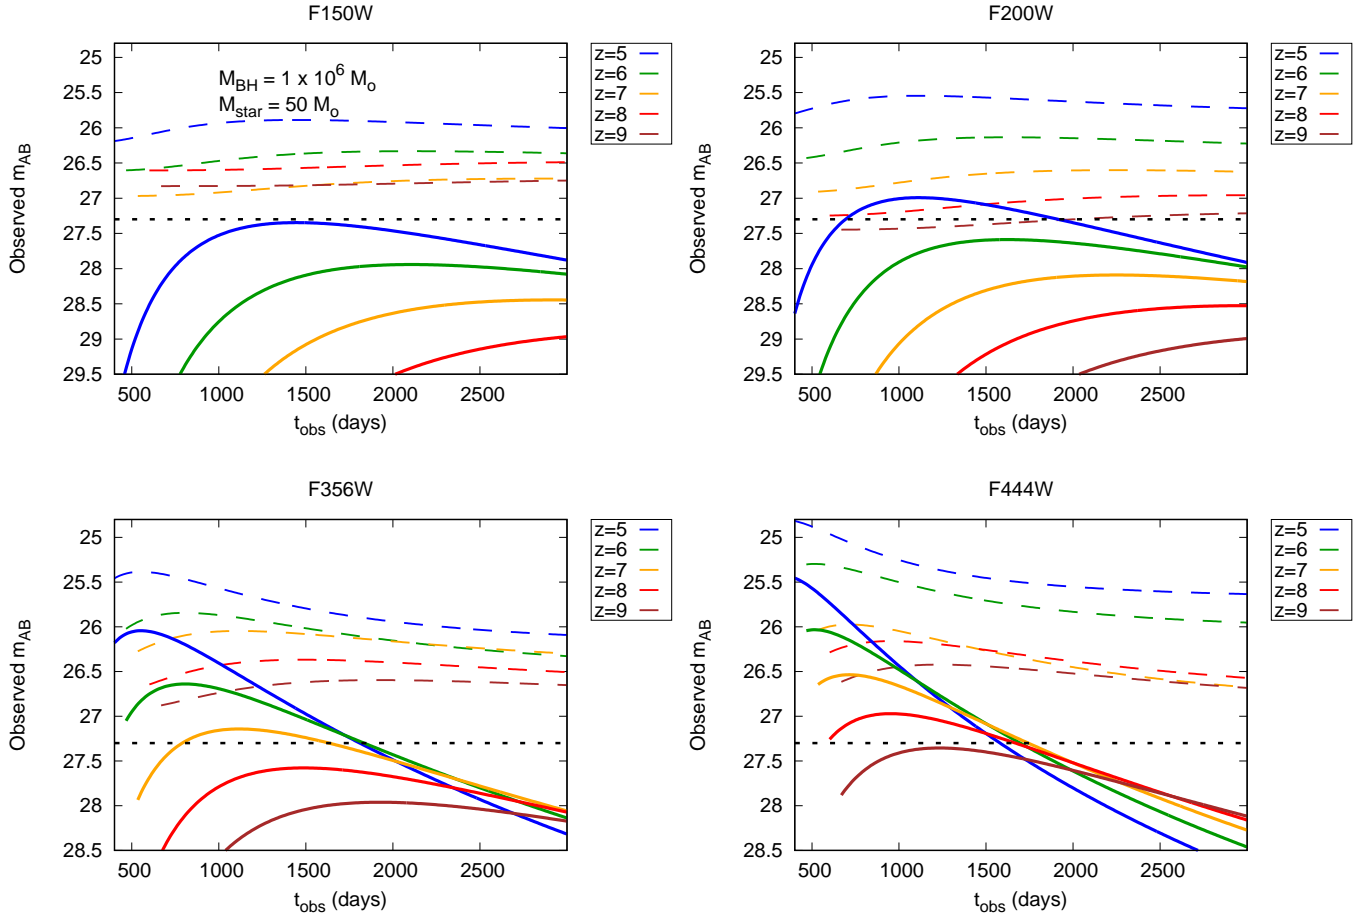 F150W
Observed m_AB
25
25.5
26
26.5
27
27.5
28
28.5
29
29.5
M_BH = 1 x 10^6 M_o
M_star = 50 M_o
500 1000 1500 2000 2500
t_obs (days)
z=5
z=6
z=7
z=8
z=9
F200W
Observed m_AB
25
25.5
26
26.5
27
27.5
28
28.5
29
29.5
500 1000 1500 2000 2500
t_obs (days)
z=5
z=6
z=7
z=8
z=9
F356W
Observed m_AB
25
25.5
26
26.5
27
27.5
28
28.5
500 1000 1500 2000 2500
t_obs (days)
z=5
z=6
z=7
z=8
z=9
F444W
Observed m_AB
25
25.5
26
26.5
27
27.5
28
28.5
500 1000 1500 2000 2500
t_obs (days)
z=5
z=6
z=7
z=8
z=9